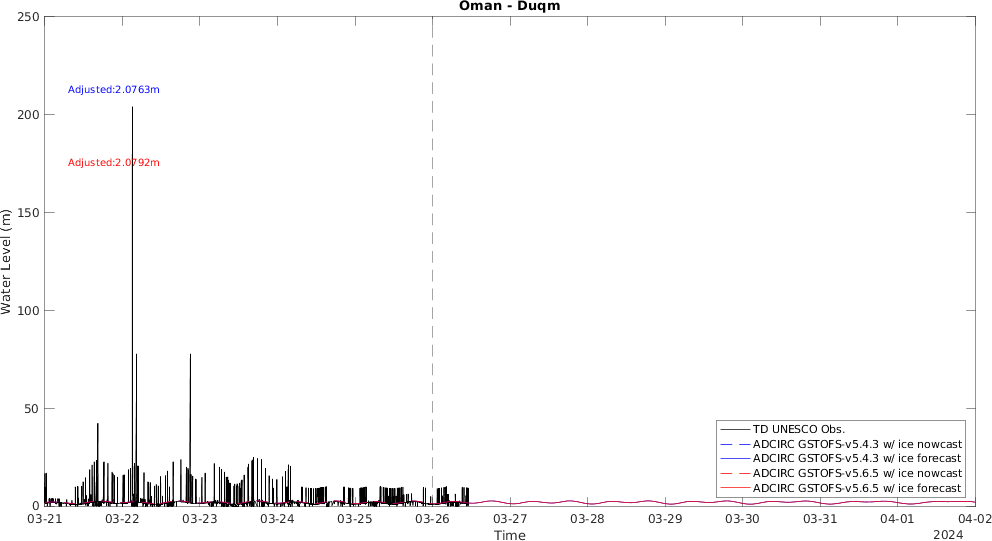 Oman - Duqm
250
200
150
100
50
0
Water Level (m)
Adjusted:2.0763m
Adjusted:2.0792m
TD UNESCO Obs.
ADCIRC GSTOFS-v5.4.3 w/ ice nowcast
ADCIRC GSTOFS-v5.4.3 w/ ice forecast
ADCIRC GSTOFS-v5.6.5 w/ ice nowcast
ADCIRC GSTOFS-v5.6.5 w/ ice forecast
03-21 03-22 03-23 03-24 03-25 03-26 03-27 03-28 03-29 03-30 03-31 04-01 04-02
Time
2024